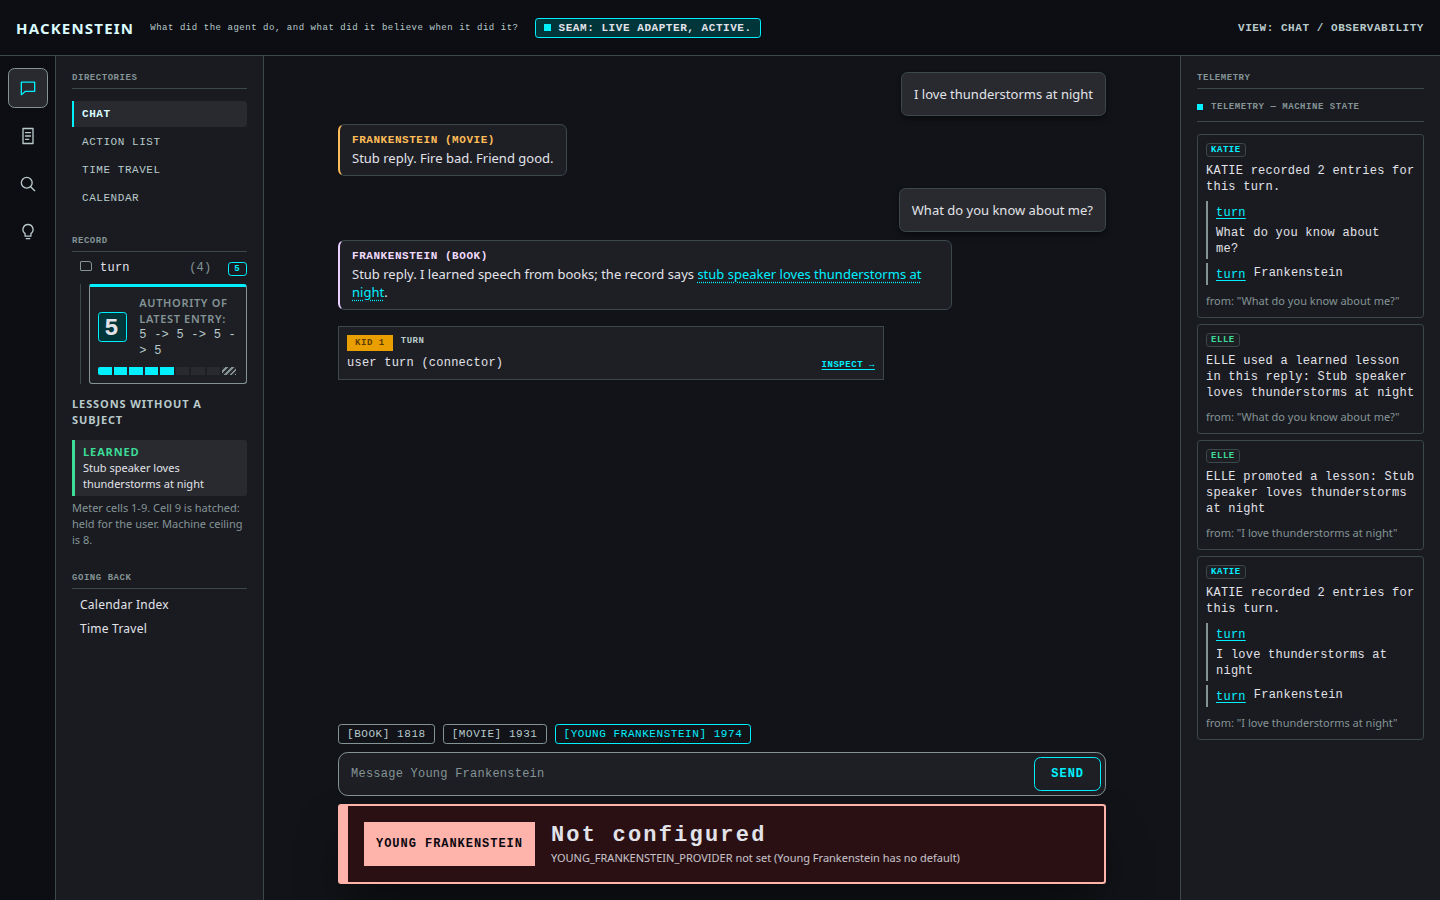 HACKENSTEIN
What did the agent do, and what did it believe when it did it?
SEAM: LIVE ADAPTER, ACTIVE.
VIEW: CHAT / OBSERVABILITY
DIRECTORIES
CHAT
ACTION LIST
TIME TRAVEL
CALENDAR
RECORD
turn (4) 5
5
AUTHORITY OF
LATEST ENTRY:
5 -> 5 -> 5 -
> 5
LESSONS WITHOUT A
SUBJECT
LEARNED
Stub speaker loves
thunderstorms at night
Meter cells 1-9. Cell 9 is hatched:
held for the user. Machine ceiling
is 8.
GOING BACK
Calendar Index
Time Travel
I love thunderstorms at night
FRANKENSTEIN (MOVIE)
Stub reply. Fire bad. Friend good.
What do you know about me?
FRANKENSTEIN (BOOK)
Stub reply. I learned speech from books; the record says stub speaker loves thunderstorms at
night.
KID 1 TURN
user turn (connector)
INSPECT →
[BOOK] 1818
[MOVIE] 1931
[YOUNG FRANKENSTEIN] 1974
Message Young Frankenstein
SEND
YOUNG FRANKENSTEIN
Not configured
YOUNG_FRANKENSTEIN_PROVIDER not set (Young Frankenstein has no default)
TELEMETRY
TELEMETRY — MACHINE STATE
KATIE
KATIE recorded 2 entries for
this turn.
turn
What do you know about
me?
turn Frankenstein
from: "What do you know about me?"
ELLE
ELLE used a learned lesson
in this reply: Stub speaker
loves thunderstorms at night
from: "What do you know about me?"
ELLE
ELLE promoted a lesson: Stub
speaker loves thunderstorms
at night
from: "I love thunderstorms at night"
KATIE
KATIE recorded 2 entries for
this turn.
turn
I love thunderstorms at
night
turn Frankenstein
from: "I love thunderstorms at night"